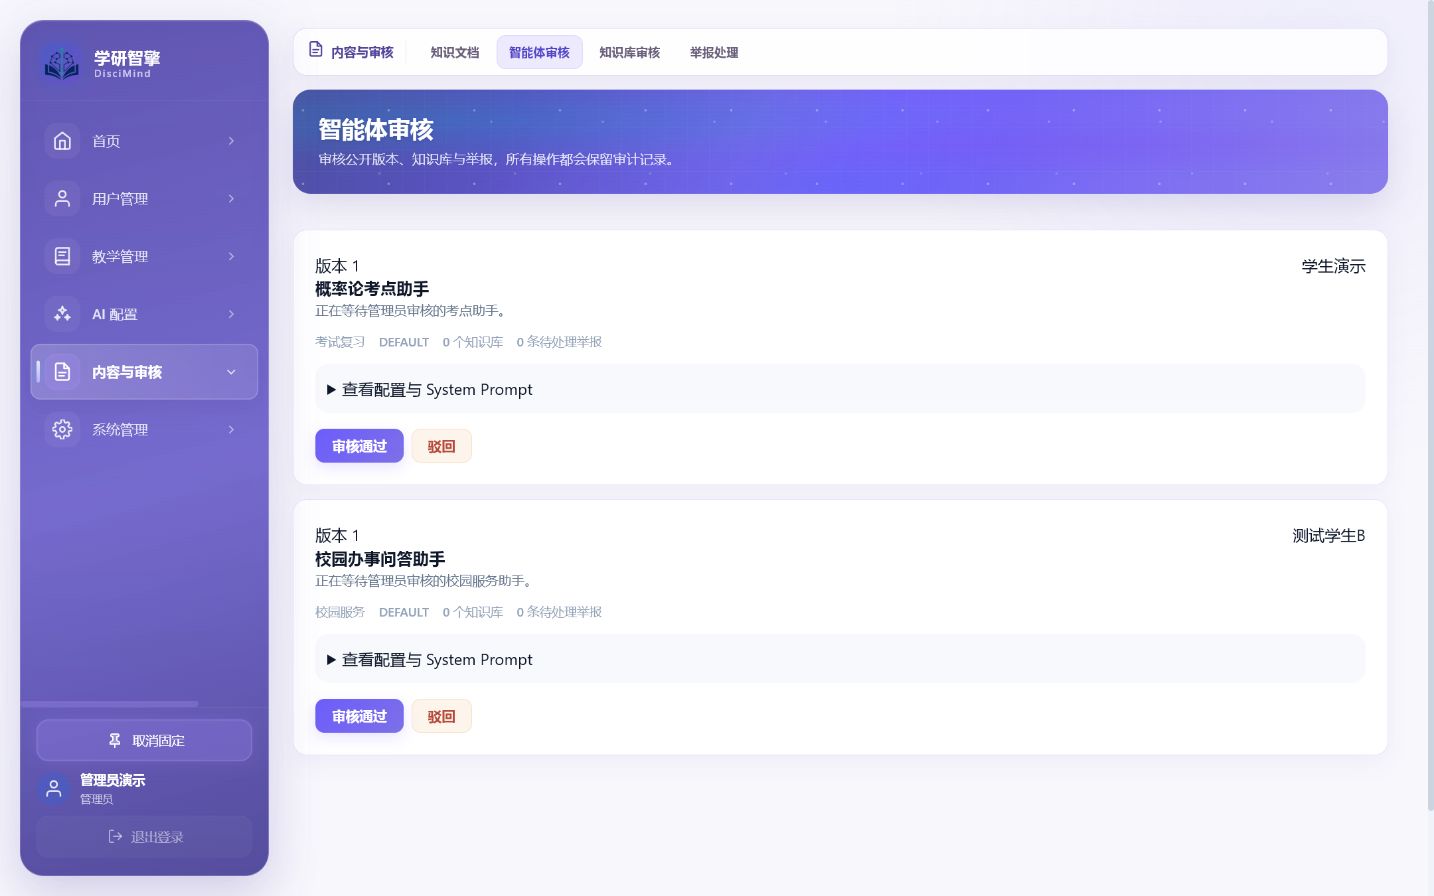 学研智擎
DisciMind
首页
用户管理
教学管理
AI 配置
内容与审核
系统管理
取消固定
管理员演示
管理员
退出登录
内容与审核 知识文档 智能体审核 知识库审核 举报处理
智能体审核
审核公开版本、知识库与举报，所有操作都会保留审计记录。
版本 1 学生演示
概率论考点助手
正在等待管理员审核的考点助手。
考试复习 DEFAULT 0 个知识库 0 条待处理举报
▶ 查看配置与 System Prompt
审核通过 驳回
版本 1 测试学生B
校园办事问答助手
正在等待管理员审核的校园服务助手。
校园服务 DEFAULT 0 个知识库 0 条待处理举报
▶ 查看配置与 System Prompt
审核通过 驳回